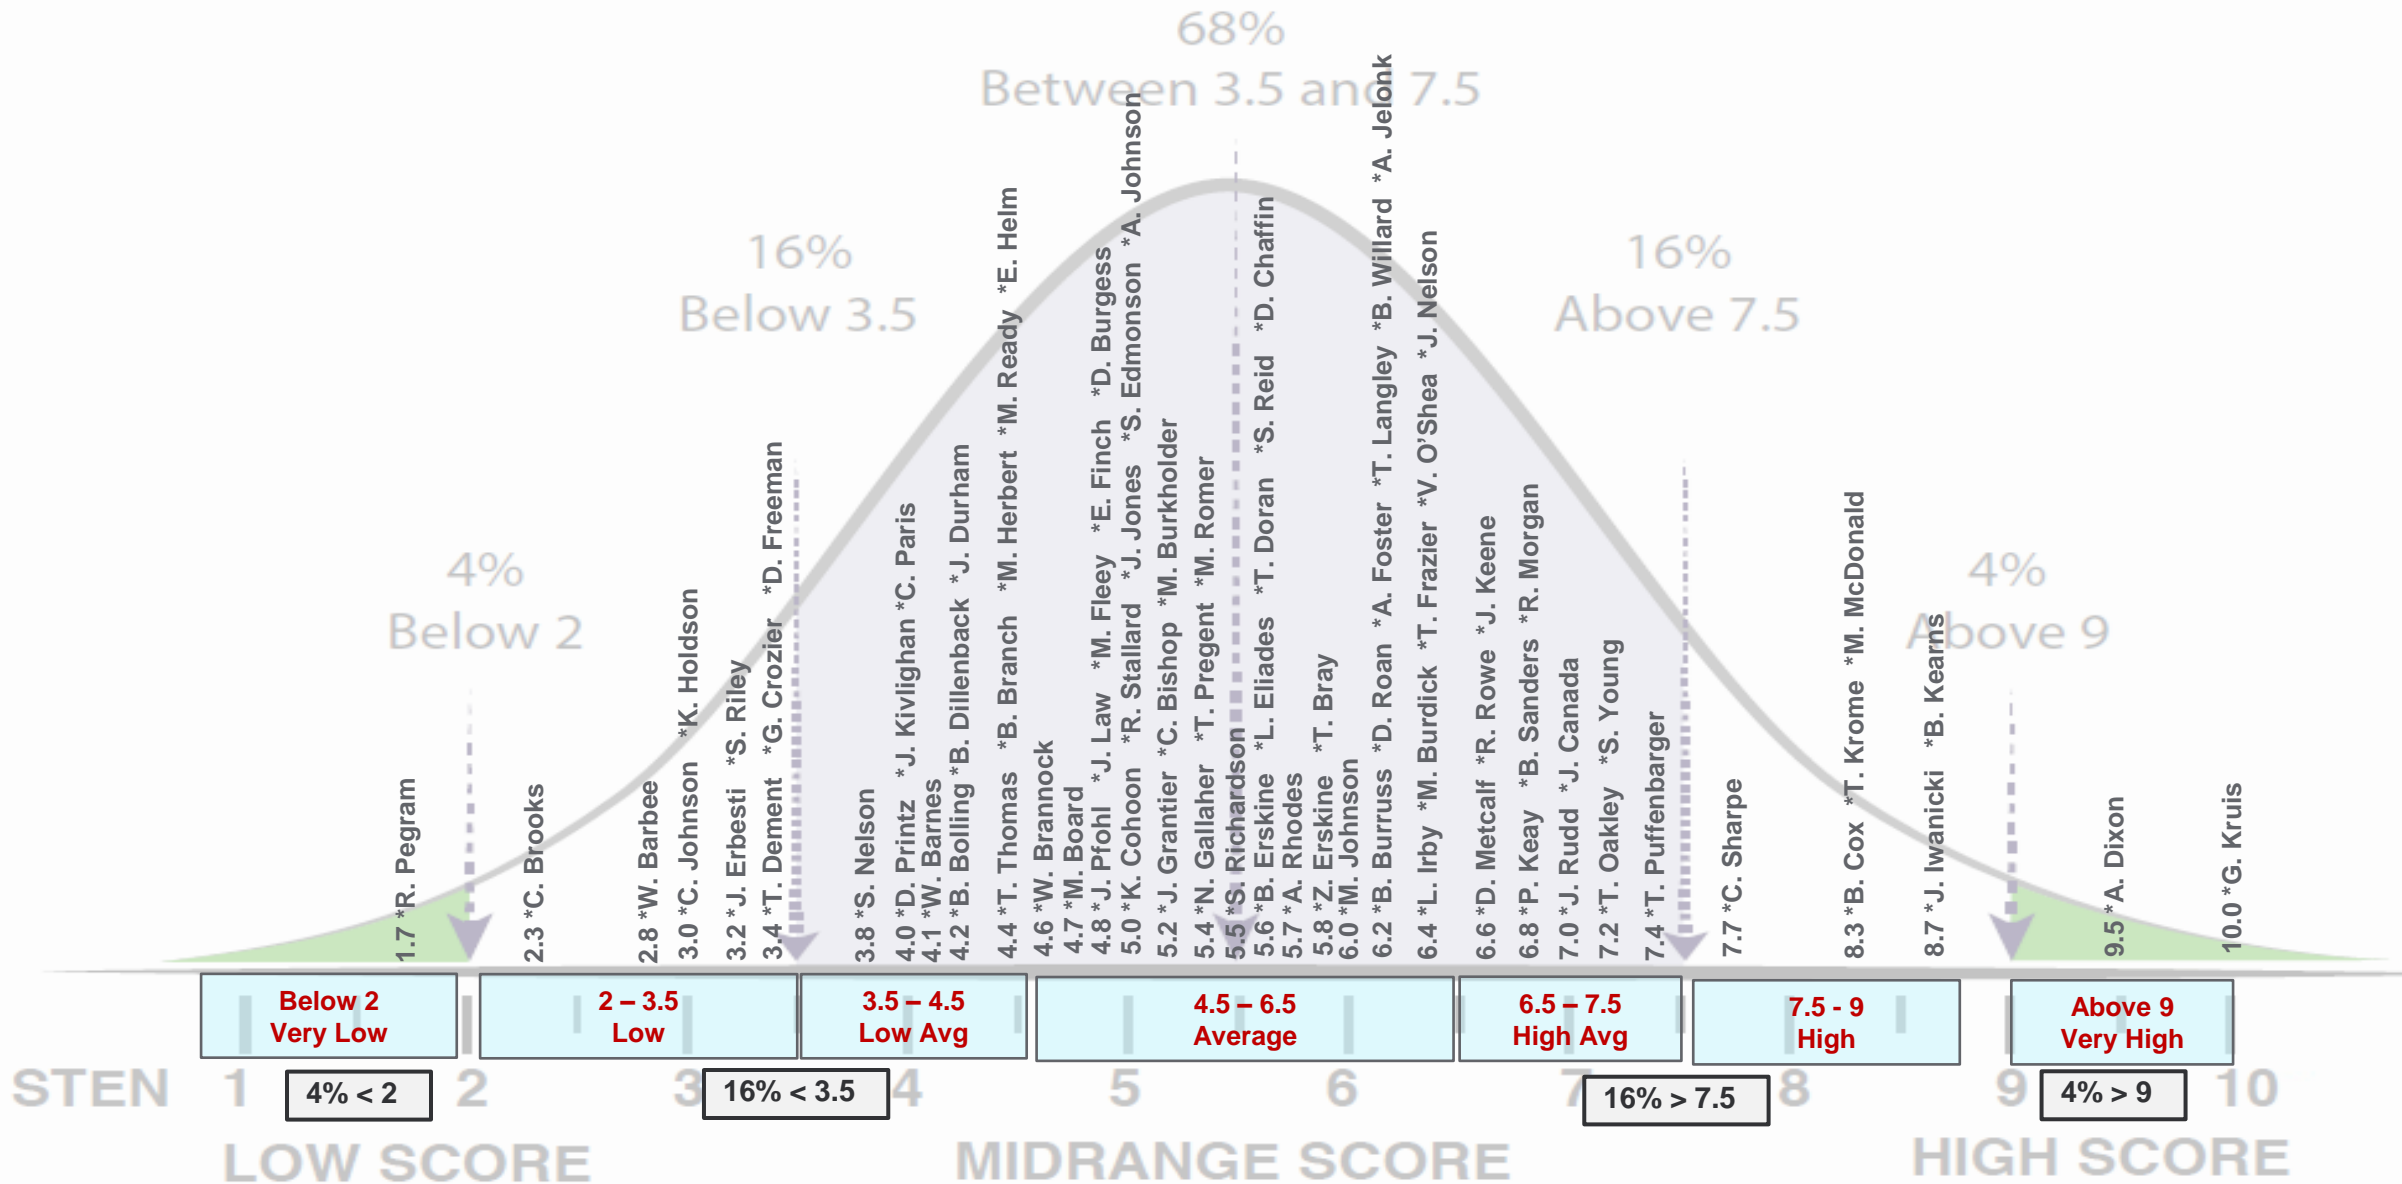 68%
Between 3.5 and 7.5
16%
Below 3.5
16%
Above 7.5
4%
Below 2
4%
Above 9
1.7 *R. Pegram
2.3 *C. Brooks
2.8 *W. Barbee
3.0 *C. Johnson *K. Holdson
3.2 *J. Erbesti *S. Riley
3.4 *T. Dement *G. Crozier *D. Freeman
3.8 *S. Nelson
4.0 *D. Printz *J. Kivlighan *C. Paris
4.1 *W. Barnes
4.2 *B. Bolling *B. Dillenback *J. Durham
4.4 *T. Thomas *B. Branch *M. Herbert *M. Ready *E. Helm
4.6 *W. Brannock
4.7 *M. Board
4.8 *J. Pfohl *J. Law *M. Fleey *E. Finch *D. Burgess
5.0 *K. Cohoon *R. Stallard *J. Jones *S. Edmonson *A. Johnson
5.2 *J. Grantier *C. Bishop *M. Burkholder
5.4 *N. Gallaher *T. Pregent *M. Romer
5.5 *S. Richardson
5.6 *B. Erskine *L. Eliades *T. Doran *S. Reid *D. Chaffin
5.7 *A. Rhodes
5.8 *Z. Erskine *T. Bray
6.0 *M. Johnson
6.2 *B. Burruss *D. Roan *A. Foster *T. Langley *B. Willard *A. Jelonk
6.4 *L. Irby *M. Burdick *T. Frazier *V. O’Shea *J. Nelson
6.6 *D. Metcalf *R. Rowe *J. Keene
6.8 *P. Keay *B. Sanders *R. Morgan
7.0 *J. Rudd *J. Canada
7.2 *T. Oakley *S. Young
7.4 *T. Puffenbarger
7.7 *C. Sharpe
8.3 *B. Cox *T. Krome *M. McDonald
8.7 *J. Iwanicki *B. Kearns
9.5 *A. Dixon
10.0 *G. Kruis
Below 2
Very Low
2 – 3.5
Low
3.5 – 4.5
Low Avg
4.5 – 6.5
Average
6.5 – 7.5
High Avg
7.5 - 9
High
Above 9
Very High
STEN 1 2 3 4 5 6 7 8 9 10
4% < 2
16% < 3.5
16% > 7.5
4% > 9
LOW SCORE
MIDRANGE SCORE
HIGH SCORE